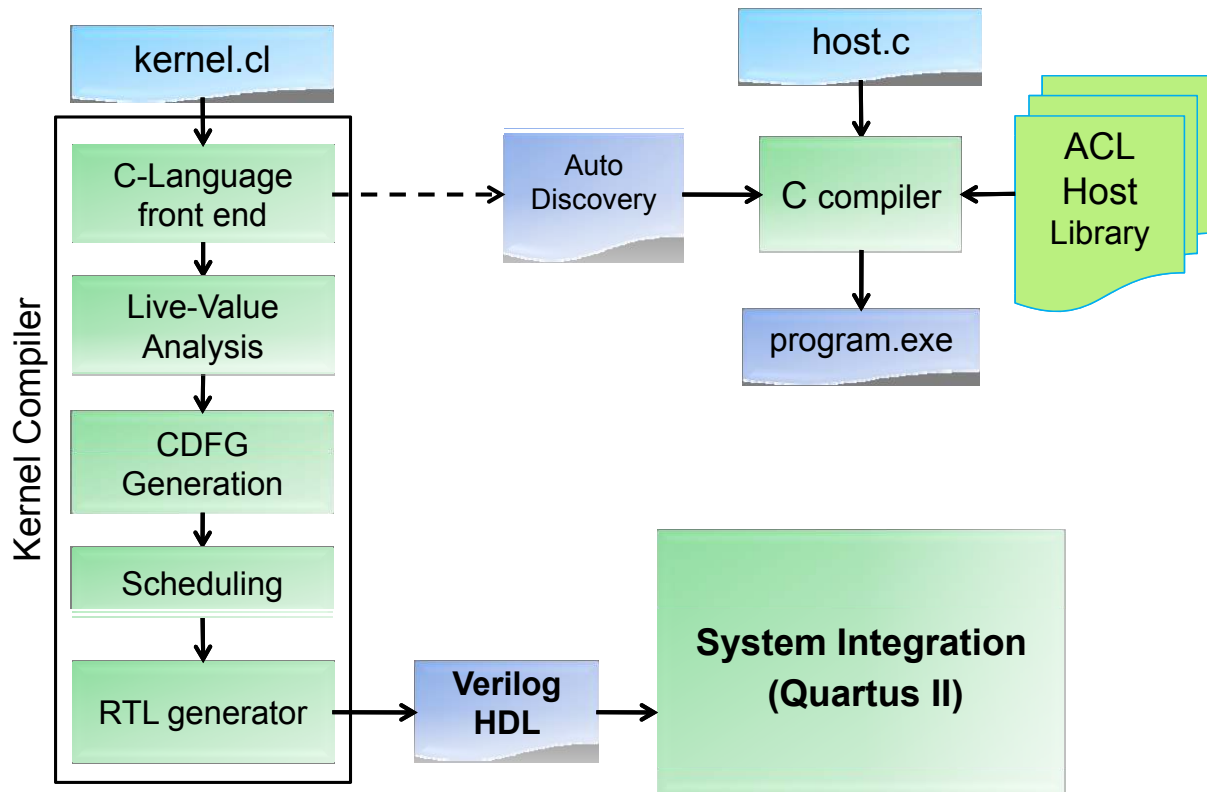 kernel.cl
host.c
C-Language
front end
Auto
Discovery
C compiler
ACL
Host
Library
Live-Value
Analysis
program.exe
Kernel Compiler
CDFG
Generation
Scheduling
RTL generator
Verilog
HDL
System Integration
(Quartus II)